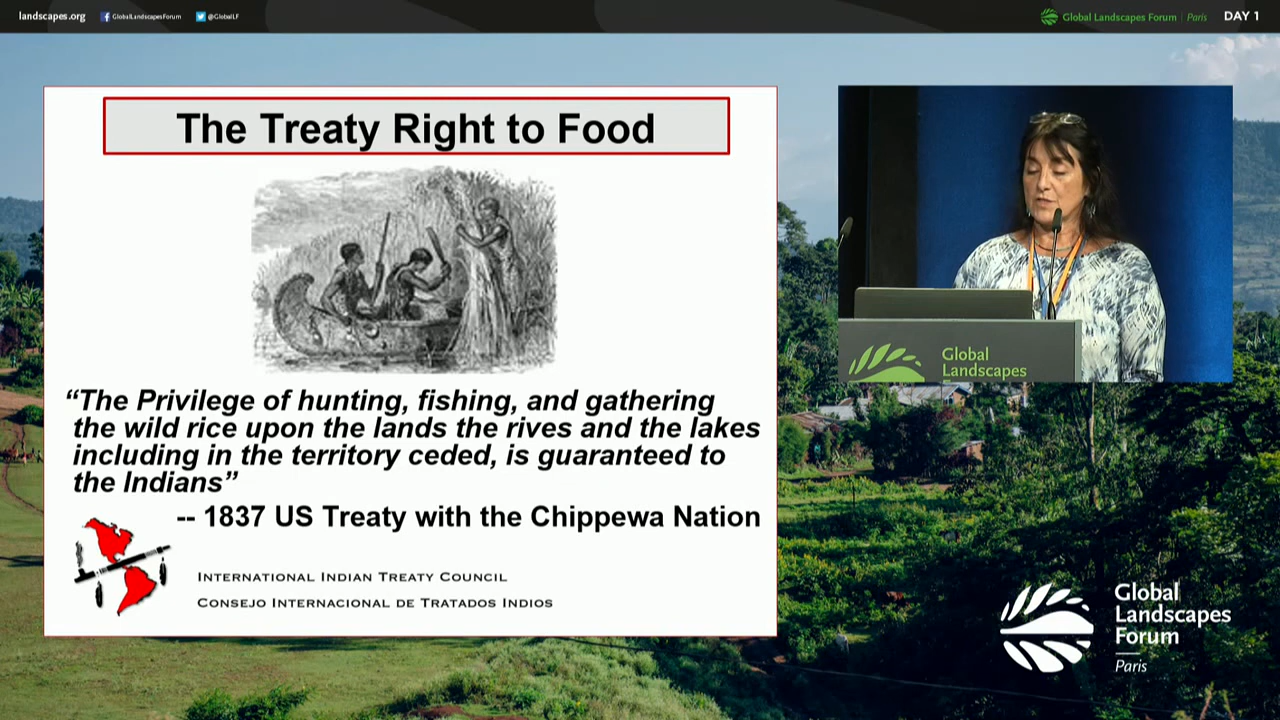 landscapes.org
GlobalLandscapesForum
@GlobalLF
Global Landscapes Forum | Paris
DAY 1
The Treaty Right to Food
“The Privilege of hunting, fishing, and gathering
the wild rice upon the lands the rives and the lakes
including in the territory ceded, is guaranteed to
the Indians”
-- 1837 US Treaty with the Chippewa Nation
INTERNATIONAL INDIAN TREATY COUNCIL
CONSEJO INTERNACIONAL DE TRATADOS INDIOS
Global
Landscapes
Global
Landscapes
Forum
Paris